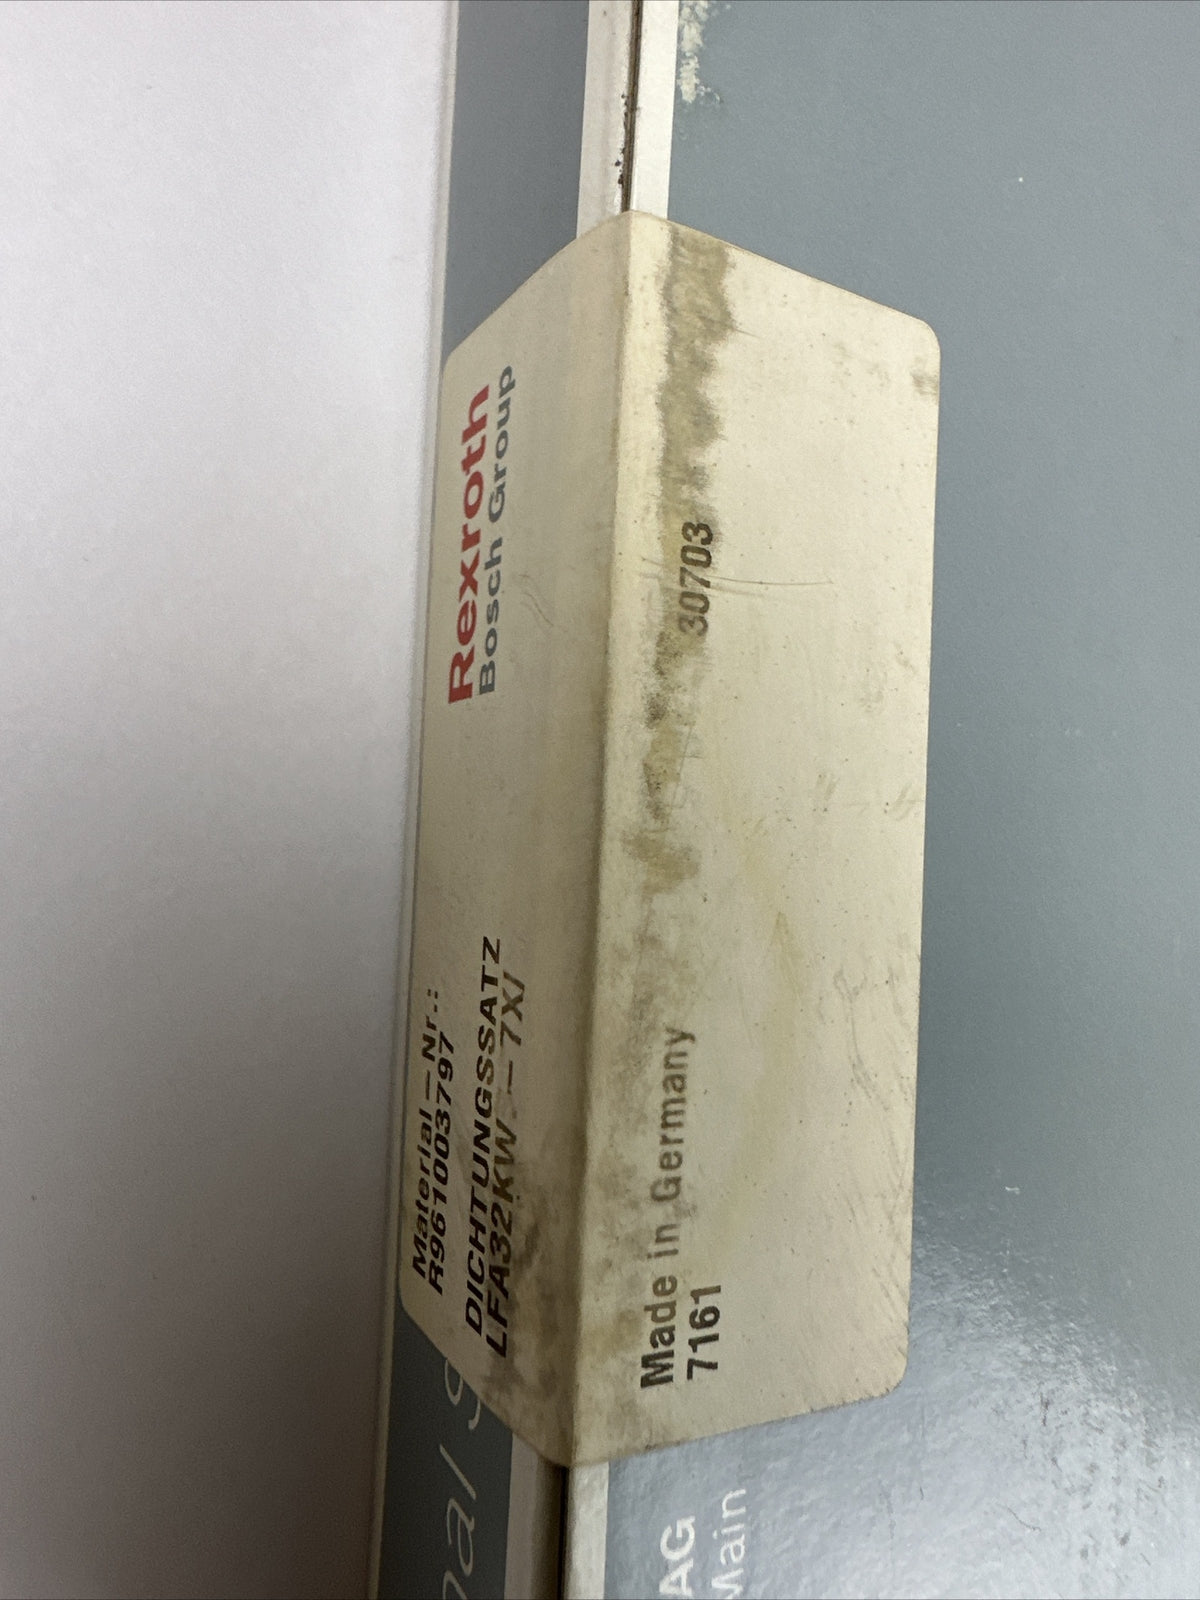 Rexroth
Bosch Group
Material-Nr.:
R961003797
DICHTUNGSSATZ
LFA32KW.-7X/
30703
Made in Germany
7161
AG
Main